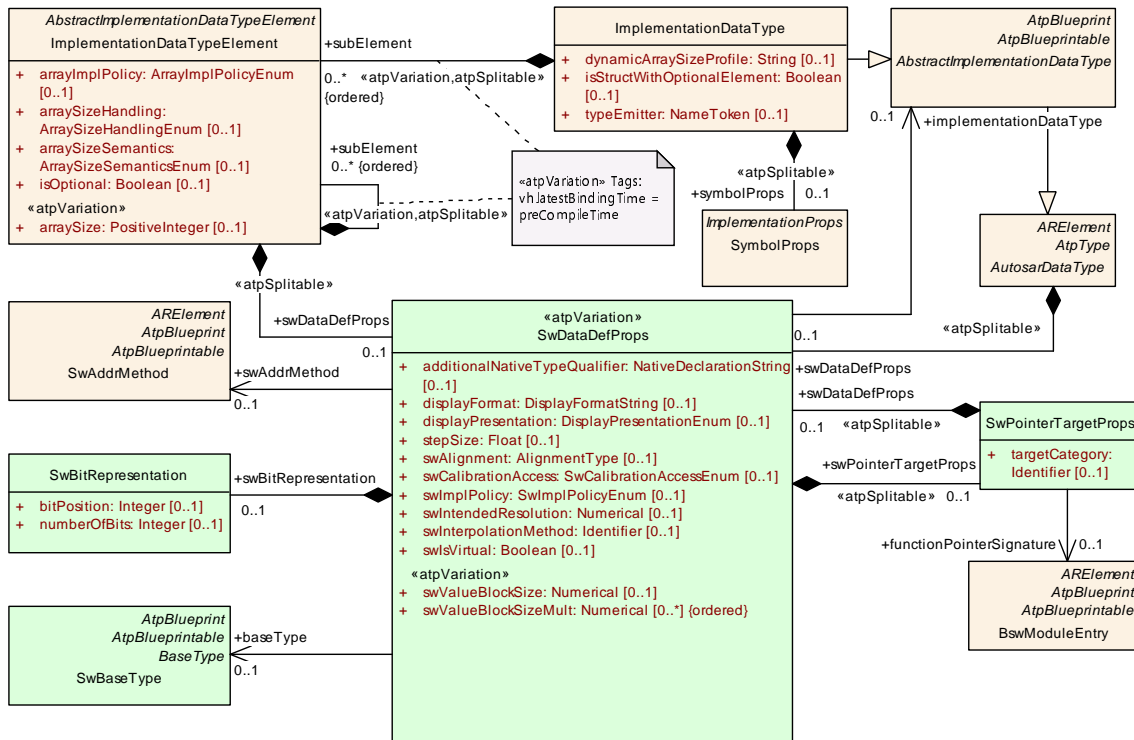 AbstractImplementationDataTypeElement
ImplementationDataTypeElement
+ arrayImplPolicy: ArrayImplPolicyEnum
[0..1]
+ arraySizeHandling:
ArraySizeHandlingEnum [0..1]
+ arraySizeSemantics:
ArraySizeSemanticsEnum [0..1]
+ isOptional: Boolean [0..1]
«atpVariation»
+ arraySize: PositiveInteger [0..1]
+subElement
0..*
{ordered}
«atpVariation,atpSplitable»
+subElement
0..* {ordered}
«atpVariation,atpSplitable»
ImplementationDataType
+ dynamicArraySizeProfile: String [0..1]
+ isStructWithOptionalElement: Boolean
[0..1]
+ typeEmitter: NameToken [0..1]
«atpVariation» Tags:
vh.latestBindingTime =
preCompileTime
«atpSplitable»
+symbolProps
0..1
ImplementationProps
SymbolProps
AtpBlueprint
AtpBlueprintable
AbstractImplementationDataType
0..1
+implementationDataType
ARElement
AtpType
AutosarDataType
«atpSplitable»
«atpSplitable»
+swDataDefProps
0..1
ARElement
AtpBlueprint
AtpBlueprintable
SwAddrMethod
+swAddrMethod
0..1
«atpVariation»
SwDataDefProps
+ additionalNativeTypeQualifier: NativeDeclarationString
[0..1]
+ displayFormat: DisplayFormatString [0..1]
+ displayPresentation: DisplayPresentationEnum [0..1]
+ stepSize: Float [0..1]
+ swAlignment: AlignmentType [0..1]
+ swCalibrationAccess: SwCalibrationAccessEnum [0..1]
+ swImplPolicy: SwImplPolicyEnum [0..1]
+ swIntendedResolution: Numerical [0..1]
+ swInterpolationMethod: Identifier [0..1]
+ swIsVirtual: Boolean [0..1]
«atpVariation»
+ swValueBlockSize: Numerical [0..1]
+ swValueBlockSizeMult: Numerical [0..*] {ordered}
0..1
+swDataDefProps
+swDataDefProps
0..1
«atpSplitable»
+swPointerTargetProps
«atpSplitable»
0..1
SwPointerTargetProps
+ targetCategory:
Identifier [0..1]
+functionPointerSignature
0..1
ARElement
AtpBlueprint
AtpBlueprintable
BswModuleEntry
SwBitRepresentation
+ bitPosition: Integer [0..1]
+ numberOfBits: Integer [0..1]
+swBitRepresentation
0..1
AtpBlueprint
AtpBlueprintable
BaseType
SwBaseType
+baseType
0..1